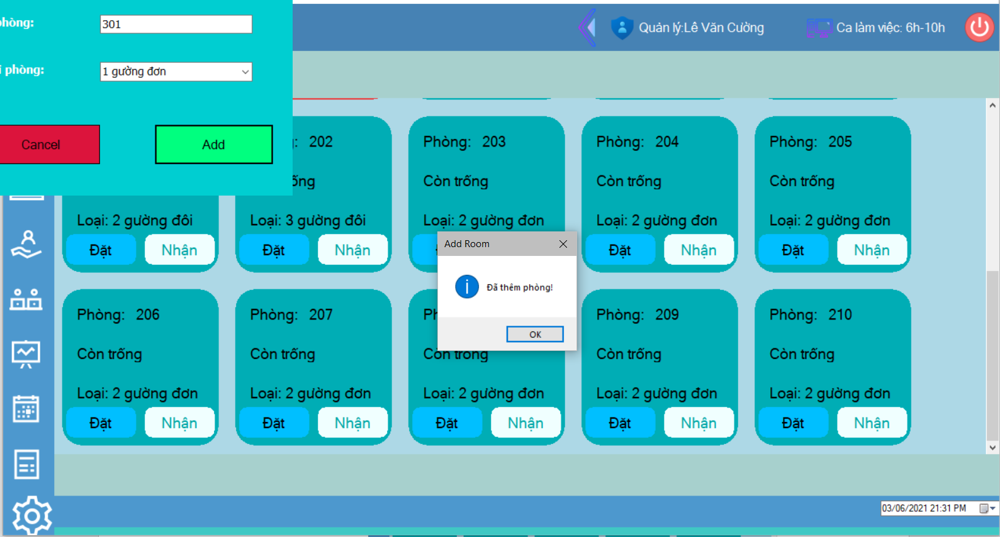 phòng:
301
Quản lý:Lê Văn Cường
Ca làm việc: 6h-10h
i phòng:
1 gường đơn
Cancel
Add
: 202
Phòng: 203
Phòng: 204
Phòng: 205
ống
Còn trống
Còn trống
Còn trống
Loại: 2 gường đôi
Loại: 3 gường đôi
Loại: 2 gường đơn
Loại: 2 gường đơn
Loại: 2 gường đơn
Đặt
Nhận
Đặt
Nhận
Đặt
Nhận
Đặt
Nhận
Add Room
Đã thêm phòng!
OK
Phòng: 206
Phòng: 207
Ph
Phòng: 209
Phòng: 210
Còn trống
Còn trống
Còn trống
Còn trống
Còn trống
Loại: 2 gường đơn
Loại: 2 gường đơn
Loại: 2 gường đơn
Loại: 2 gường đơn
Loại: 2 gường đơn
Đặt
Nhận
Đặt
Nhận
Đặt
Nhận
Đặt
Nhận
Đặt
Nhận
03/06/2021 21:31 PM